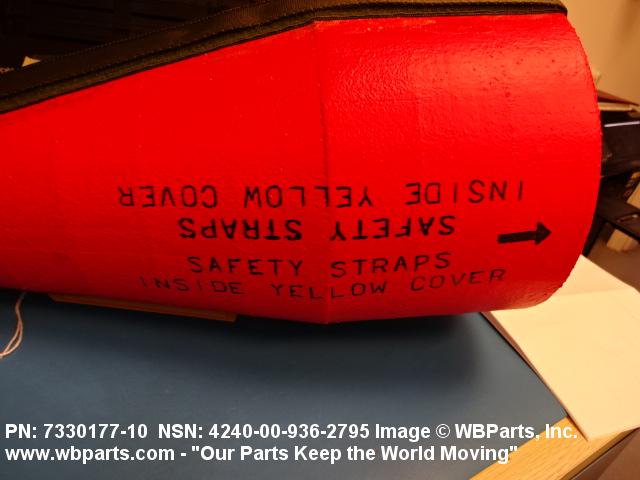 INSIDE YELLOW COVER
SAFETY STRAPS
SAFETY STRAPS
INSIDE YELLOW COVER
PN: 7330177-10 NSN: 4240-00-936-2795 Image © WBParts, Inc.
www.wbparts.com - "Our Parts Keep the World Moving"